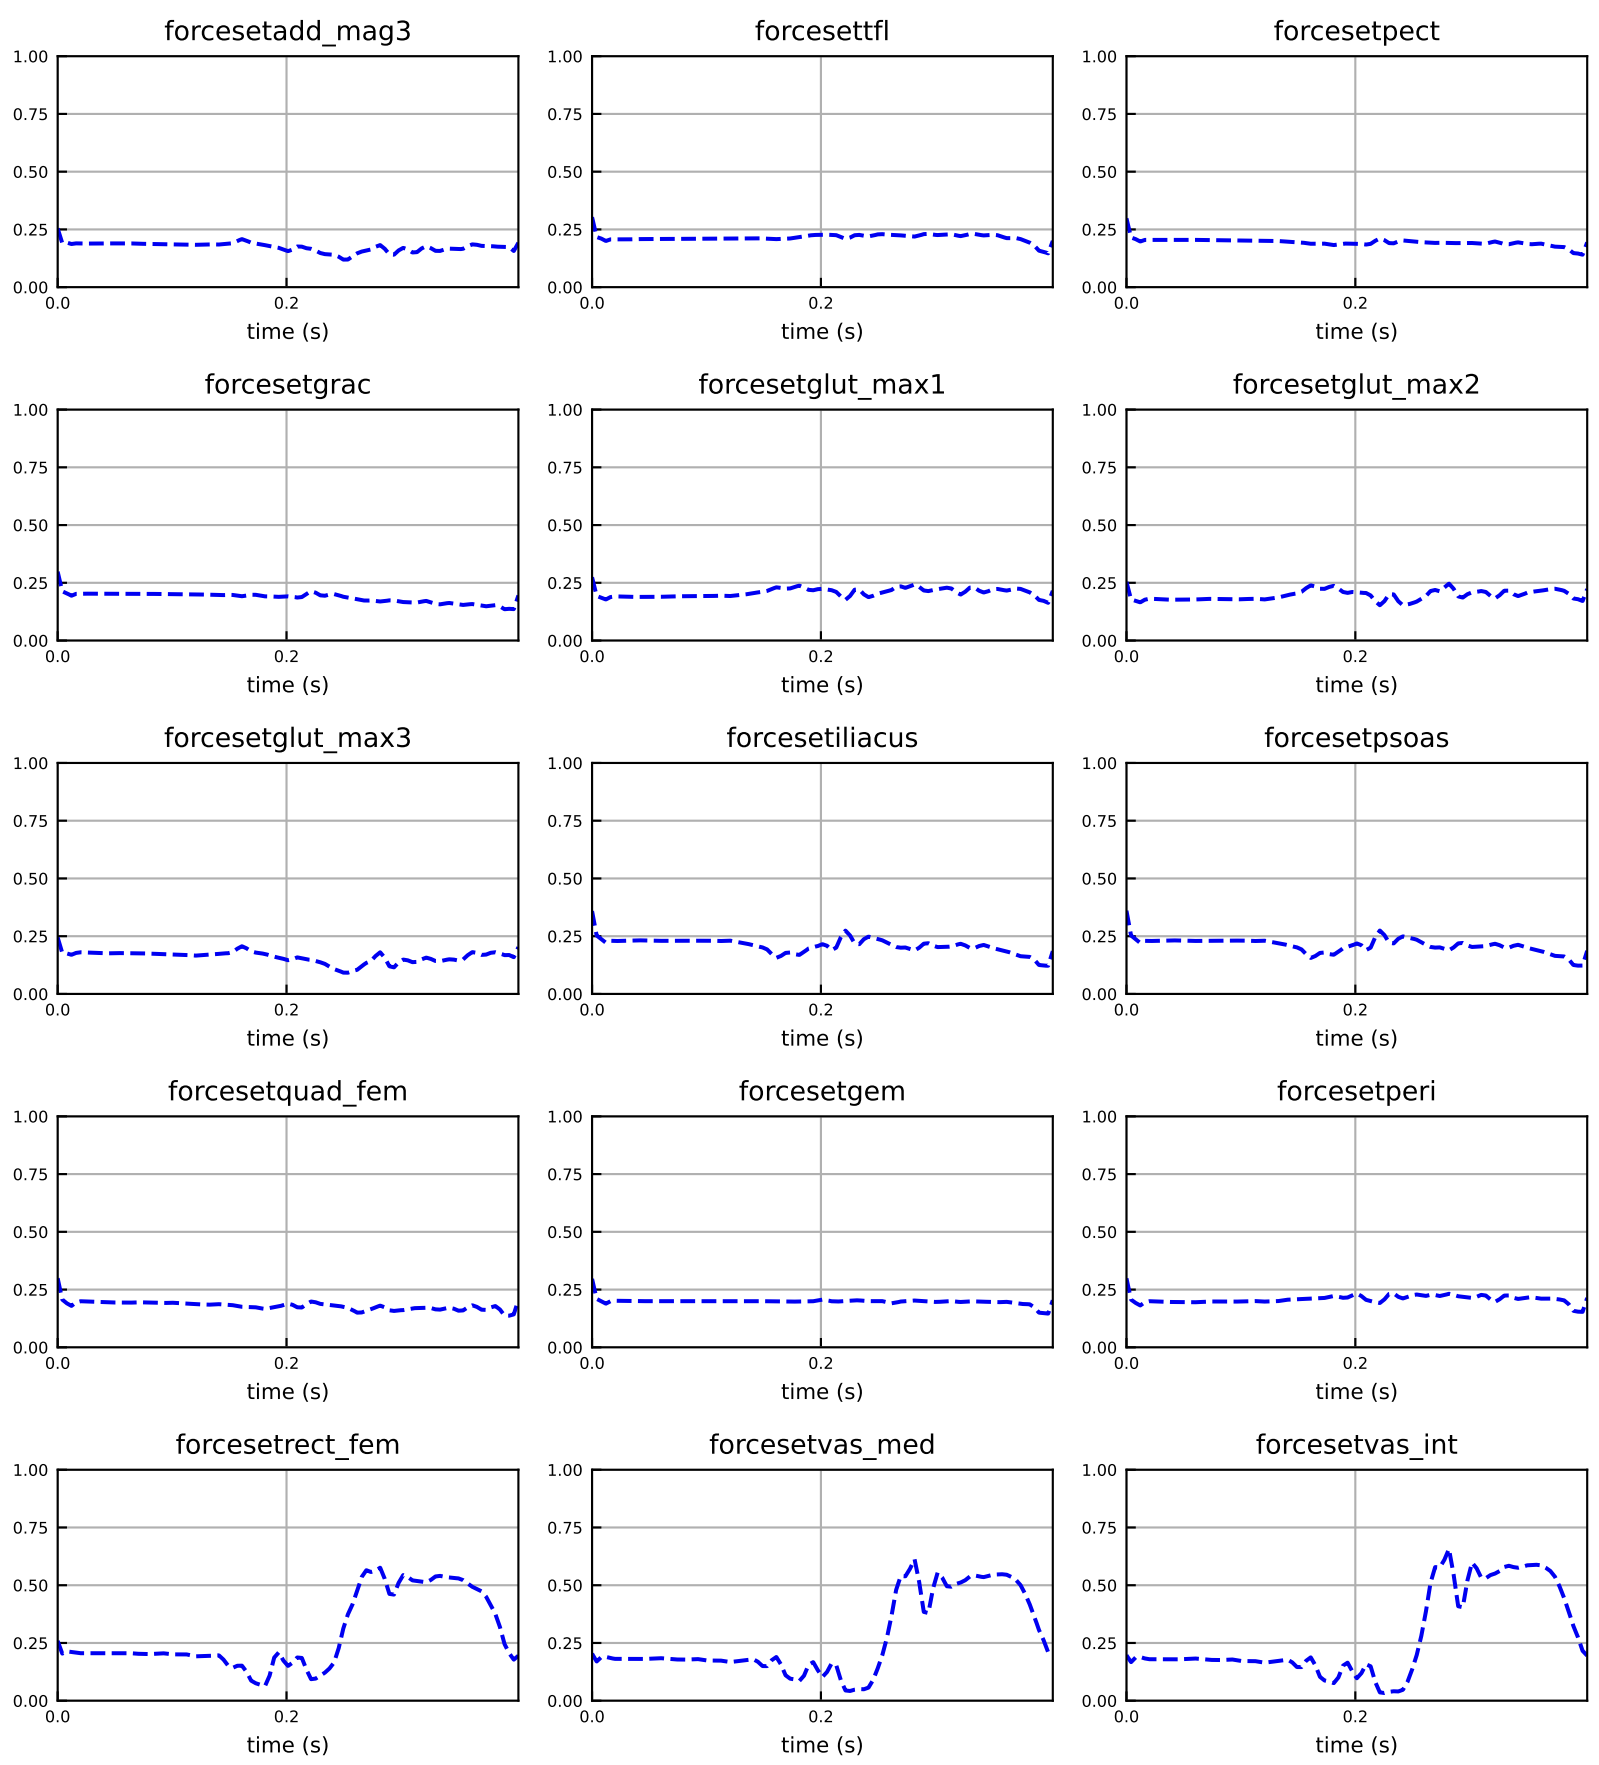 forcesetadd_mag3 forcesettfl forcesetpect
1.00 1.00 1.00
0.75 0.75 0.75
0.50 0.50 0.50
0.25 0.25 0.25
0.00 0.00 0.00
0.0 0.2 0.0 0.2 0.0 0.2
time (s) time (s) time (s)
forcesetgrac forcesetglut_max1 forcesetglut_max2
1.00 1.00 1.00
0.75 0.75 0.75
0.50 0.50 0.50
0.25 0.25 0.25
0.00 0.00 0.00
0.0 0.2 0.0 0.2 0.0 0.2
time (s) time (s) time (s)
forcesetglut_max3 forcesetiliacus forcesetpsoas
1.00 1.00 1.00
0.75 0.75 0.75
0.50 0.50 0.50
0.25 0.25 0.25
0.00 0.00 0.00
0.0 0.2 0.0 0.2 0.0 0.2
time (s) time (s) time (s)
forcesetquad_fem forcesetgem forcesetperi
1.00 1.00 1.00
0.75 0.75 0.75
0.50 0.50 0.50
0.25 0.25 0.25
0.00 0.00 0.00
0.0 0.2 0.0 0.2 0.0 0.2
time (s) time (s) time (s)
forcesetrect_fem forcesetvas_med forcesetvas_int
1.00 1.00 1.00
0.75 0.75 0.75
0.50 0.50 0.50
0.25 0.25 0.25
0.00 0.00 0.00
0.0 0.2 0.0 0.2 0.0 0.2
time (s) time (s) time (s)